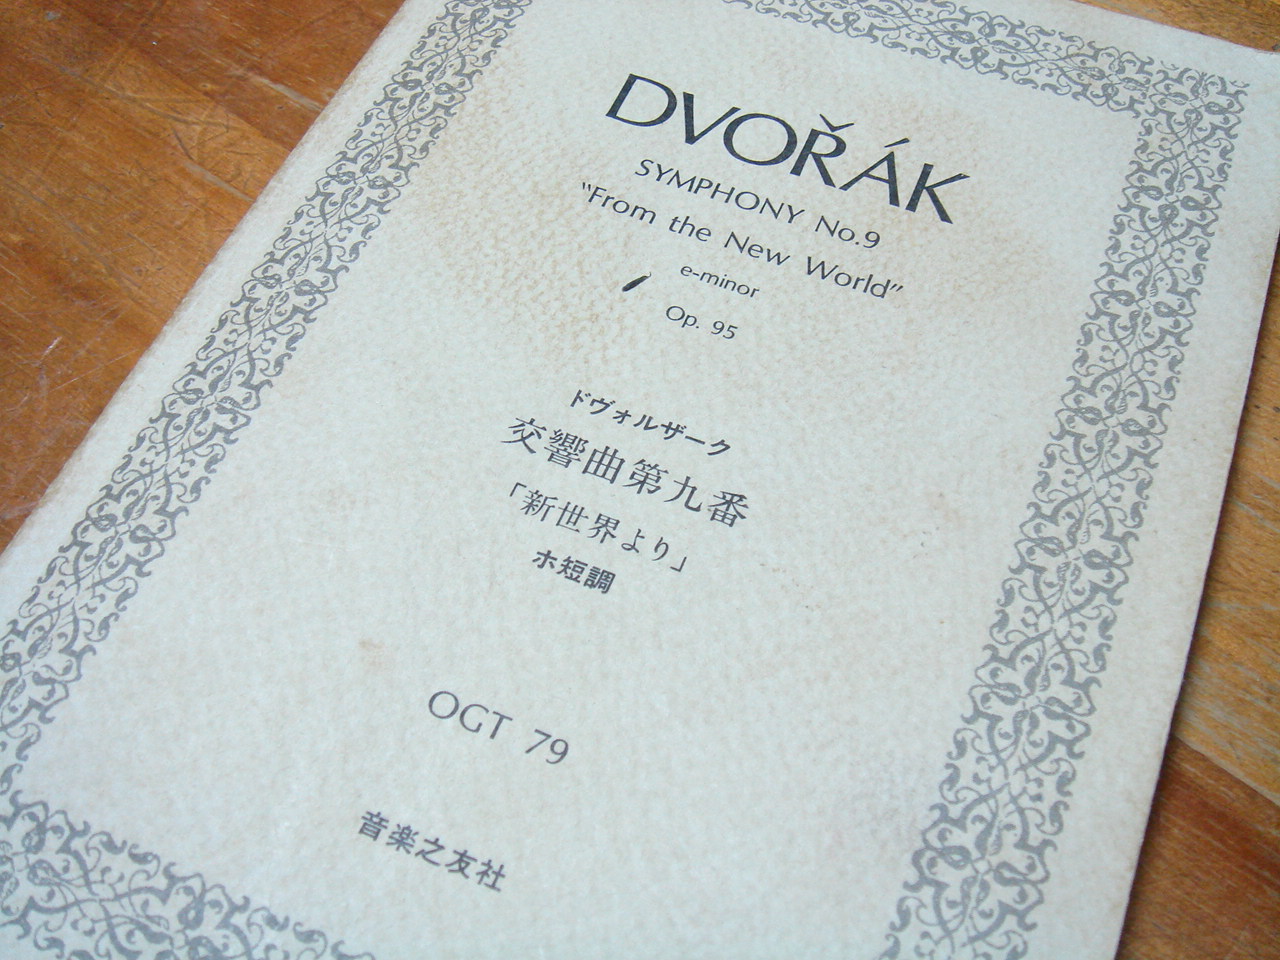 DVOŘÁK
SYMPHONY No.9
"From the New World"
e-minor
Op. 95
ドヴォルザーク
交響曲第九番
「新世界より」
ホ短調
OGT 79
音楽之友社